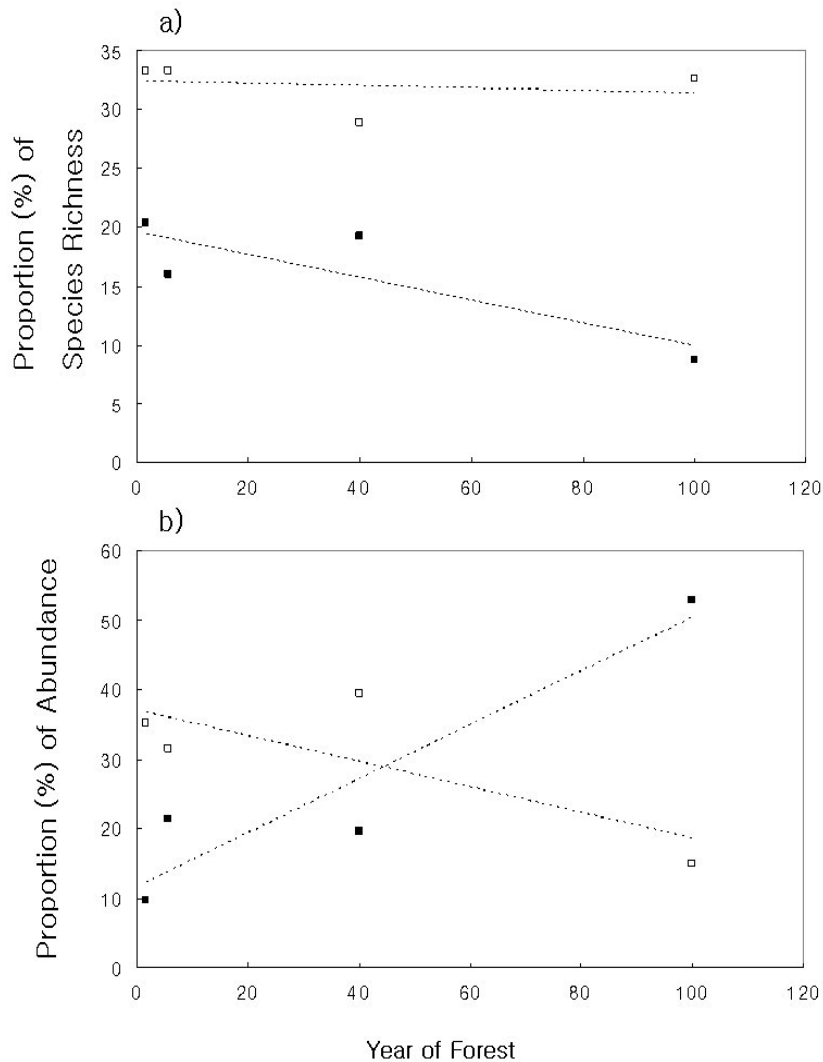 a)
35
30
25
20
15
10
5
0
Proportion (%) of
Species Richness
0 20 40 60 80 100 120
b)
60
50
40
30
20
10
0
Proportion (%) of Abundance
0 20 40 60 80 100 120
Year of Forest